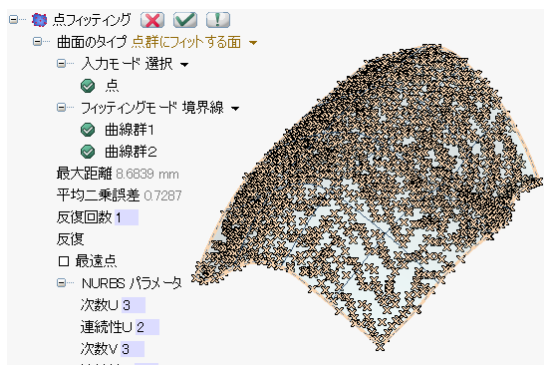 点フィッティング
曲面のタイプ 点群にフィットする面
入力モード 選択
点
フィッティングモード 境界線
曲線群1
曲線群2
最大距離 8.6839 mm
平均二乗誤差 0.7287
反復回数 1
反復
最遠点
NURBS パラメータ
次数U 3
連続性U 2
次数V 3